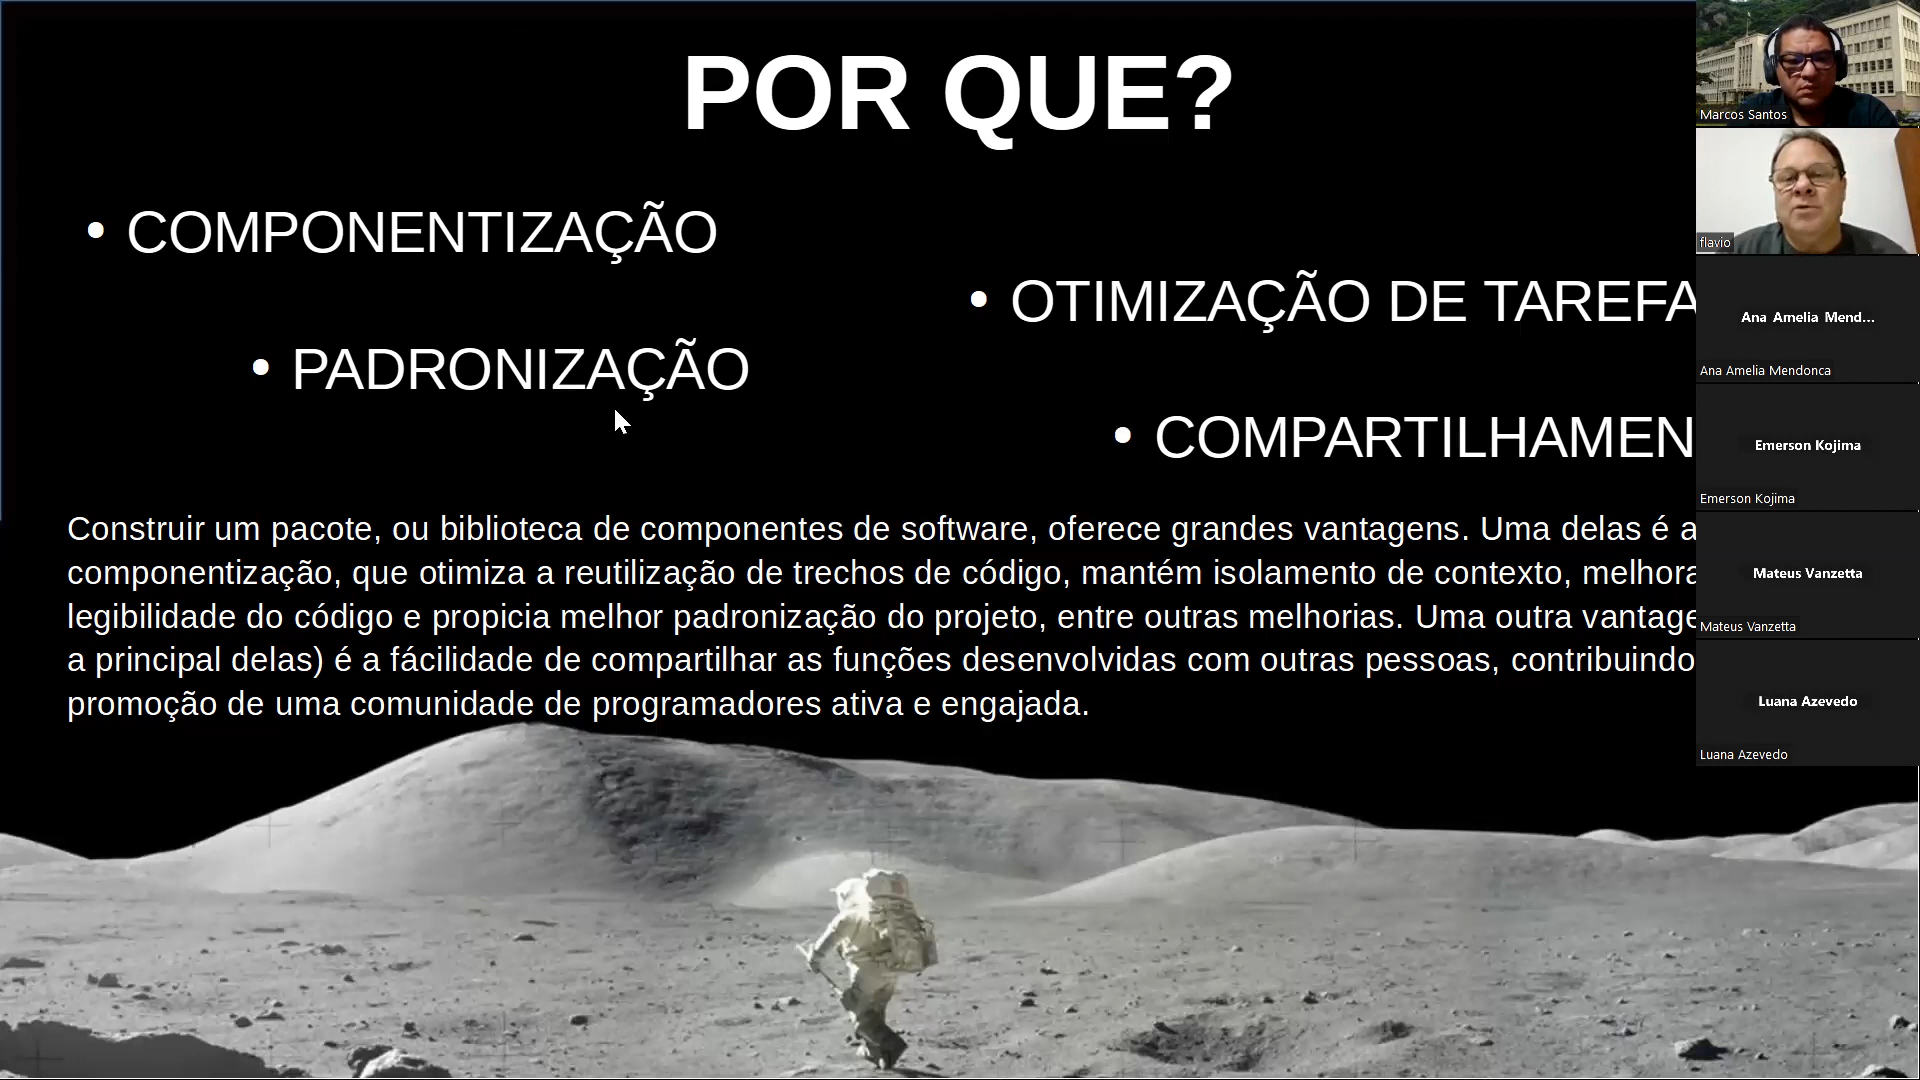 POR QUE?
• COMPONENTIZAÇÃO
• OTIMIZAÇÃO DE TAREFA
• PADRONIZAÇÃO
• COMPARTILHAMEN
Construir um pacote, ou biblioteca de componentes de software, oferece grandes vantagens. Uma delas é a
componentização, que otimiza a reutilização de trechos de código, mantém isolamento de contexto, melhora
legibilidade do código e propicia melhor padronização do projeto, entre outras melhorias. Uma outra vantage
a principal delas) é a fácilidade de compartilhar as funções desenvolvidas com outras pessoas, contribuindo
promoção de uma comunidade de programadores ativa e engajada.
Marcos Santos
flavio
Ana Amelia Mend...
Ana Amelia Mendonca
Emerson Kojima
Emerson Kojima
Mateus Vanzetta
Mateus Vanzetta
Luana Azevedo
Luana Azevedo